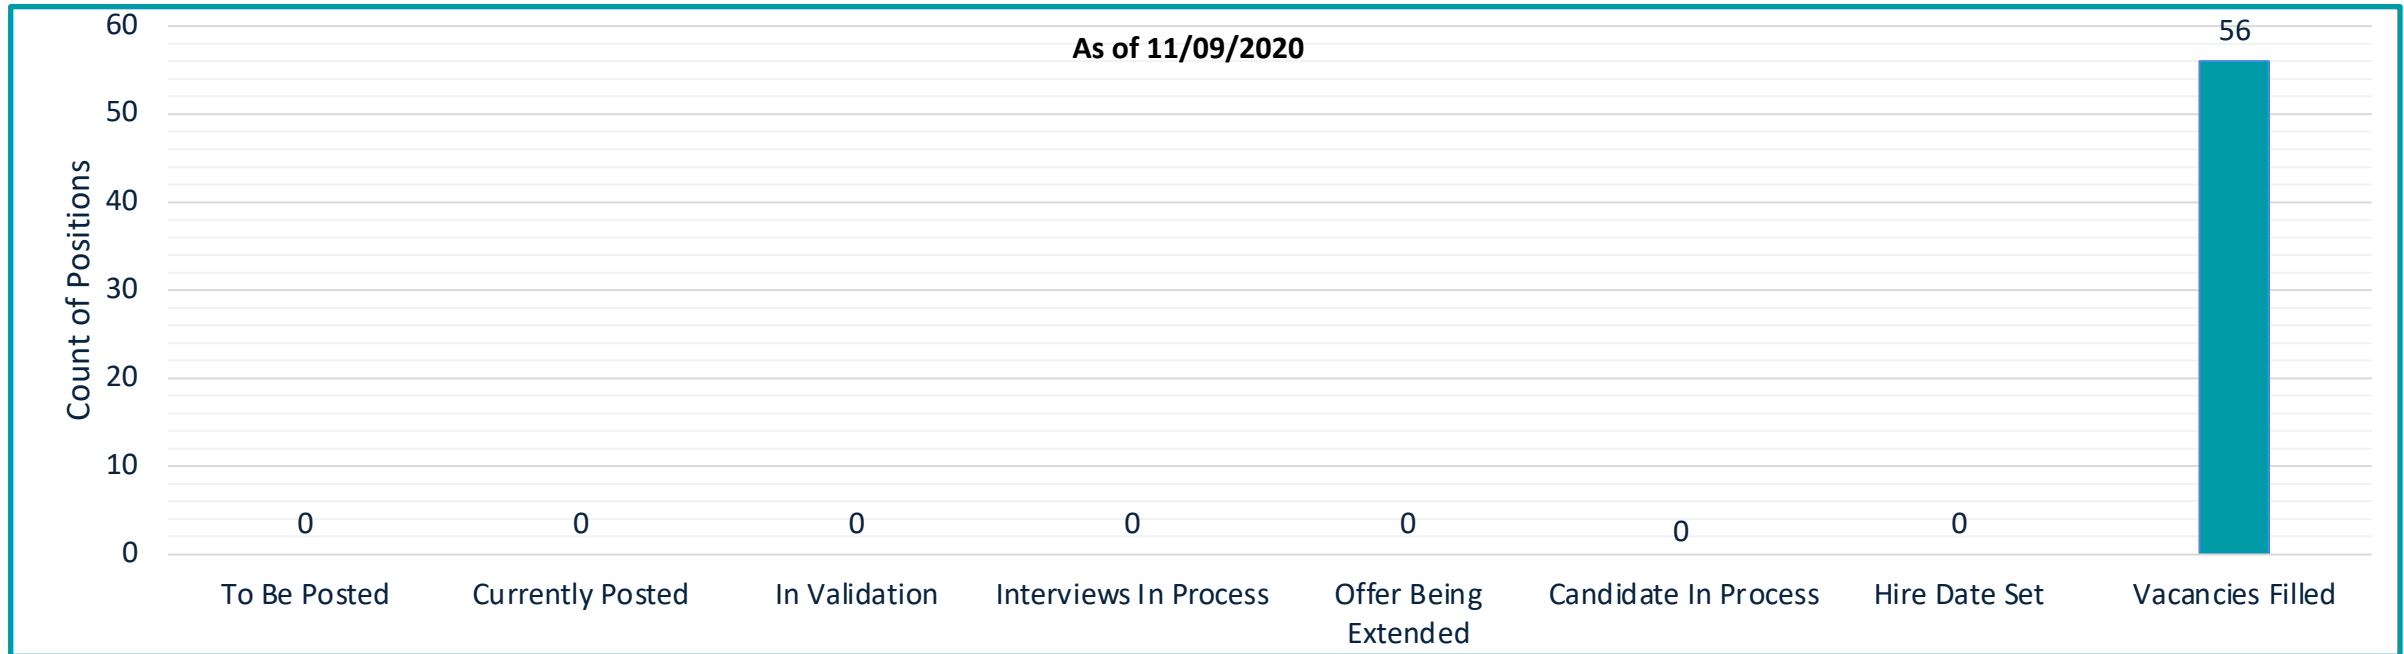 As of 11/09/2020
Count of Positions
60
50
40
30
20
10
0
0
0
0
0
0
0
0
56
To Be Posted
Currently Posted
In Validation
Interviews In Process
Offer Being
Extended
Candidate In Process
Hire Date Set
Vacancies Filled